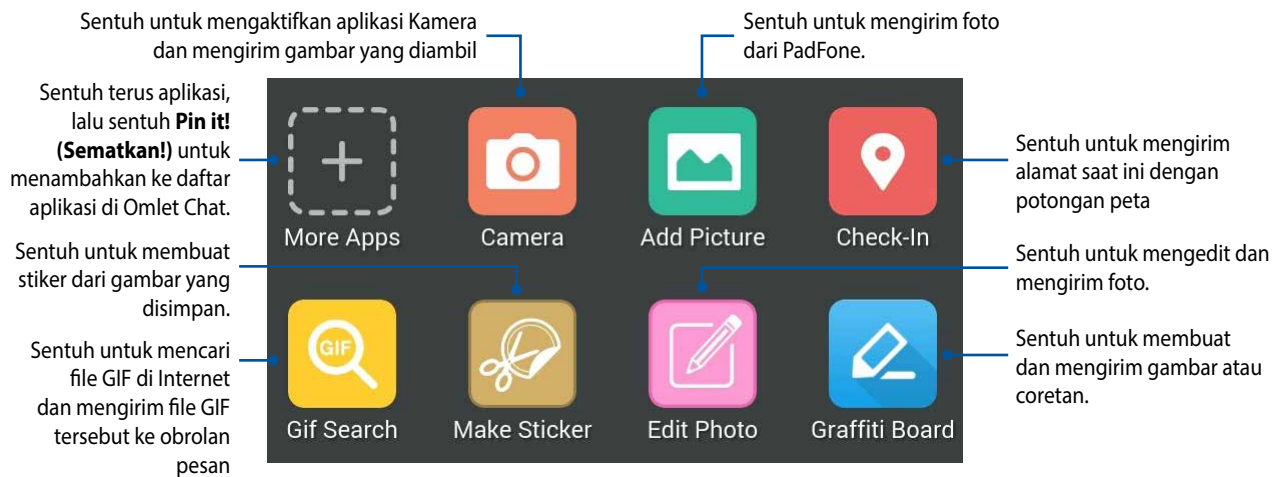 Sentuh untuk mengaktifkan aplikasi Kamera
dan mengirim gambar yang diambil
Sentuh untuk mengirim foto
dari PadFone.
Sentuh terus aplikasi,
lalu sentuh Pin it!
(Sematkan!) untuk
menambahkan ke daftar
aplikasi di Omlet Chat.
Sentuh untuk membuat
stiker dari gambar yang
disimpan.
Sentuh untuk mencari
file GIF di Internet
dan mengirim file GIF
tersebut ke obrolan
pesan
More Apps
Camera
Add Picture
Check-In
GIF
Gif Search
Make Sticker
Edit Photo
Graffiti Board
Sentuh untuk mengirim
alamat saat ini dengan
potongan peta
Sentuh untuk mengedit dan
mengirim foto.
Sentuh untuk membuat
dan mengirim gambar atau
coretan.